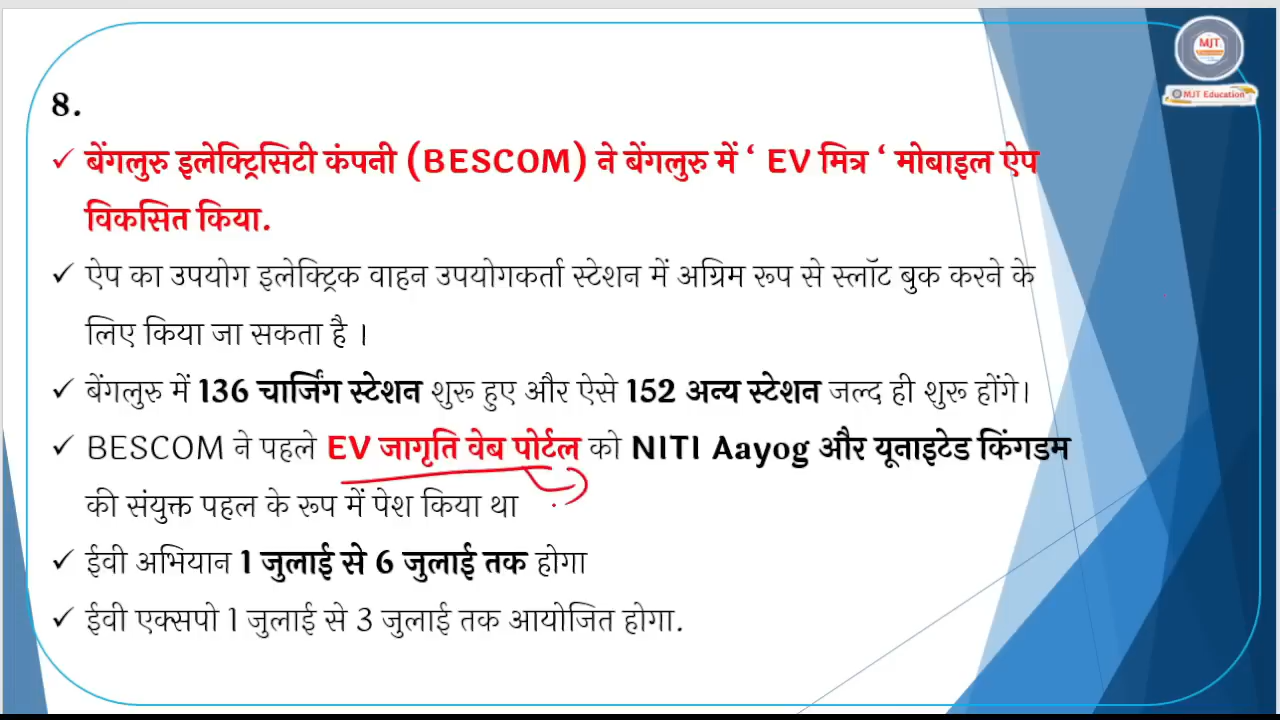 MJT
MJT Education
8.
✓ बेंगलुरु इलेक्ट्रिसिटी कंपनी (BESCOM) ने बेंगलुरु में ‘ EV मित्र ‘ मोबाइल ऐप
विकसित किया.
✓ ऐप का उपयोग इलेक्ट्रिक वाहन उपयोगकर्ता स्टेशन में अग्रिम रूप से स्लॉट बुक करने के
लिए किया जा सकता है ।
✓ बेंगलुरु में 136 चार्जिंग स्टेशन शुरू हुए और ऐसे 152 अन्य स्टेशन जल्द ही शुरू होंगे।
✓ BESCOM ने पहले EV जागृति वेब पोर्टल को NITI Aayog और यूनाइटेड किंगडम
की संयुक्त पहल के रूप में पेश किया था
✓ ईवी अभियान 1 जुलाई से 6 जुलाई तक होगा
✓ ईवी एक्सपो 1 जुलाई से 3 जुलाई तक आयोजित होगा.